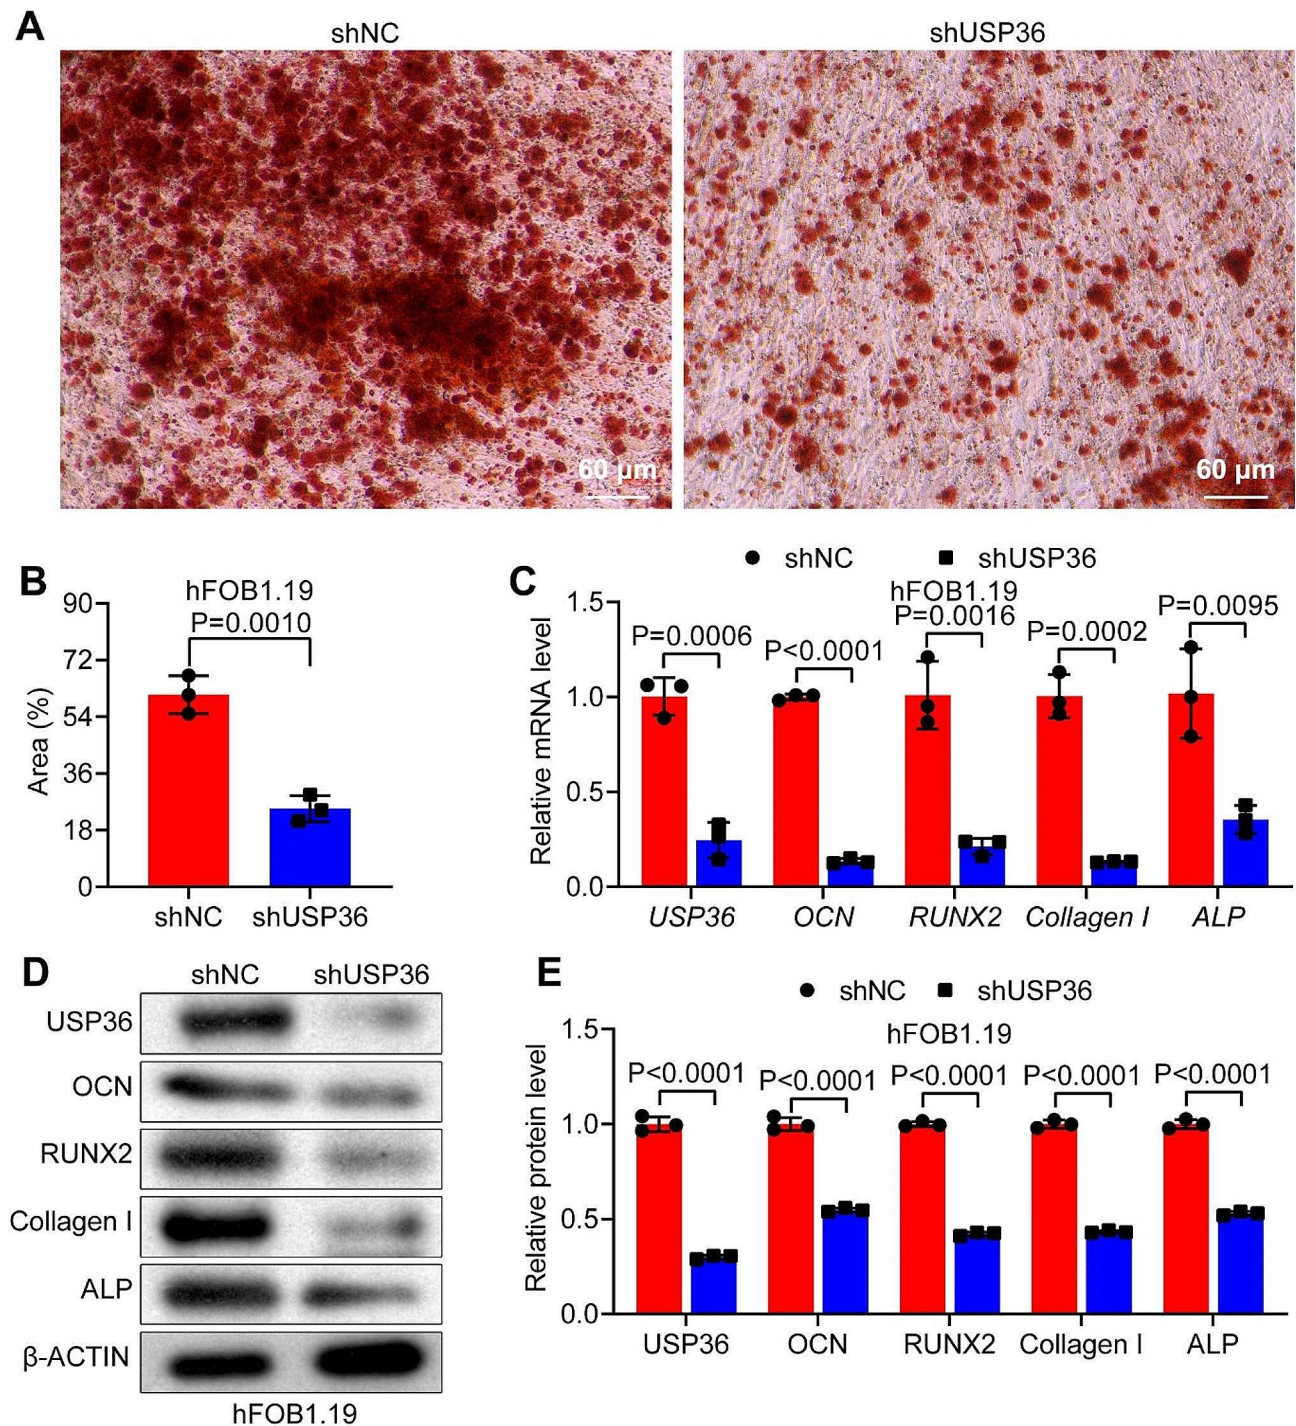 A
shNC
shUSP36
60 μm
60 μm
B
hFOB1.19
P=0.0010
90
72
54
36
18
0
Area (%)
shNC
shUSP36
C
shNC
shUSP36
hFOB1.19
P=0.0006
P<0.0001
P=0.0016
P=0.0002
P=0.0095
1.5
1.0
0.5
0.0
Relative mRNA level
USP36
OCN
RUNX2
Collagen I
ALP
D
shNC
shUSP36
USP36
OCN
RUNX2
Collagen I
ALP
β-ACTIN
hFOB1.19
E
shNC
shUSP36
hFOB1.19
P<0.0001
P<0.0001
P<0.0001
P<0.0001
P<0.0001
1.5
1.0
0.5
0.0
Relative protein level
USP36
OCN
RUNX2
Collagen I
ALP